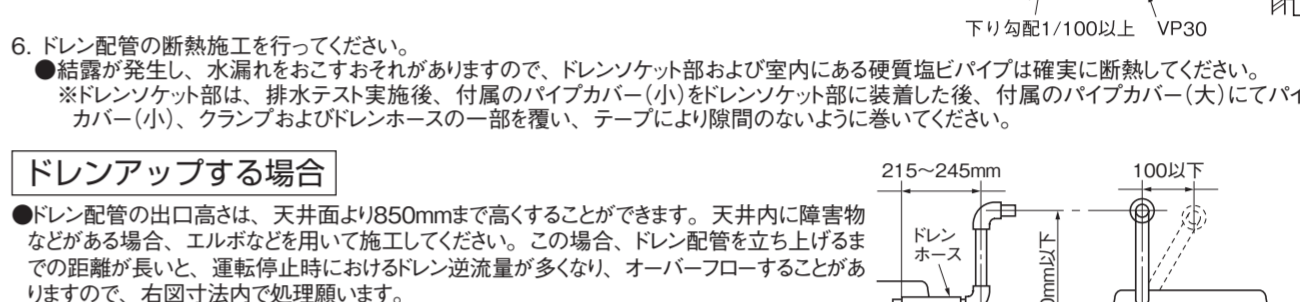 下り勾配1/100以上 VP30
6. ドレン配管の断熱施工を行ってください。
●結露が発生し、水漏れをおこすおそれがありますので、ドレンソケット部および室内にある硬質塩ビパイプは確実に断熱してください。
※ドレンソケット部は、排水テスト実施後、付属のパイプカバー(小)をドレンソケット部に装着した後、付属のパイプカバー(大)にてパイ
カバー(小)、クランプおよびドレンホースの一部を覆い、テープにより隙間のないように巻いてください。
ドレンアップする場合
●ドレン配管の出口高さは、天井面より850mmまで高くすることができます。天井内に障害物
などがある場合、エルボなどを用いて施工してください。この場合、ドレン配管を立ち上げるま
での距離が長いと、運転停止時におけるドレン逆流量が多くなり、オーバーフローすることがあ
りますので、右図寸法内で処理願います。
215〜245mm
100以下
ドレン
ホース
0mm以下